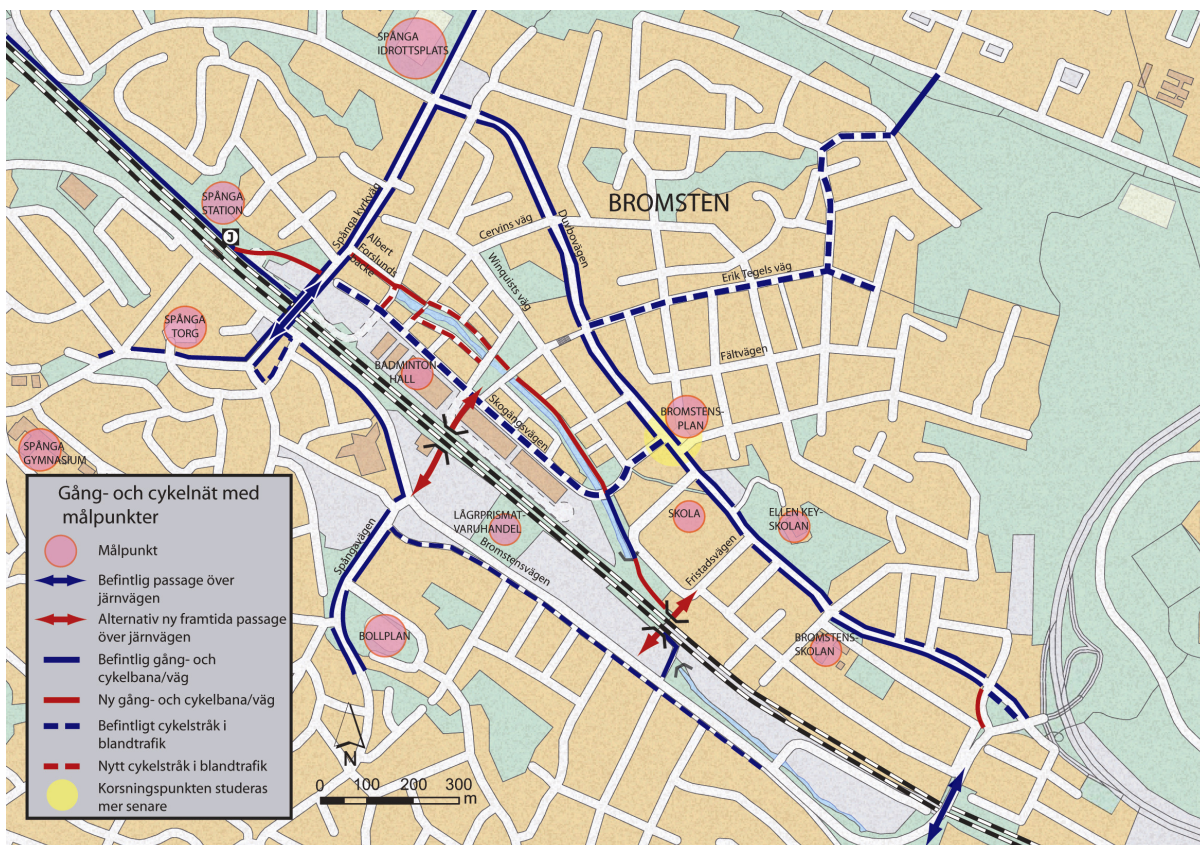 SPÅNGA
IDROTTSPLATS
BROMSTEN
SPÅNGA
STATION
J
Spånga kyrkväg
Albert
Forslunds
backe
Cervins väg
Duvbovägen
Winquists väg
Erik Tegels väg
SPÅNGA
TORG
Fältvägen
BADMINTON
HALL
Skogängsvägen
BROMSTENS-
PLAN
SPÅNGA
GYMNASIUM
LÅGRPRISMAT-
VARUHANDEL
SKOLA
ELLEN KEY-
SKOLAN
Spångavägen
Bromstensvägen
Fristadsvägen
BOLLPLAN
BROMSTENS-
SKOLAN
Gång- och cykelnät med
målpunkter
Målpunkt
Befintlig passage över
järnvägen
Alternativ ny framtida passage
över järnvägen
Befintlig gång- och
cykelbana/väg
Ny gång- och cykelbana/väg
Befintligt cykelstråk i
blandtrafik
Nytt cykelstråk i blandtrafik
Korsningspunkten studeras
mer senare
N
0 100 200 300
m